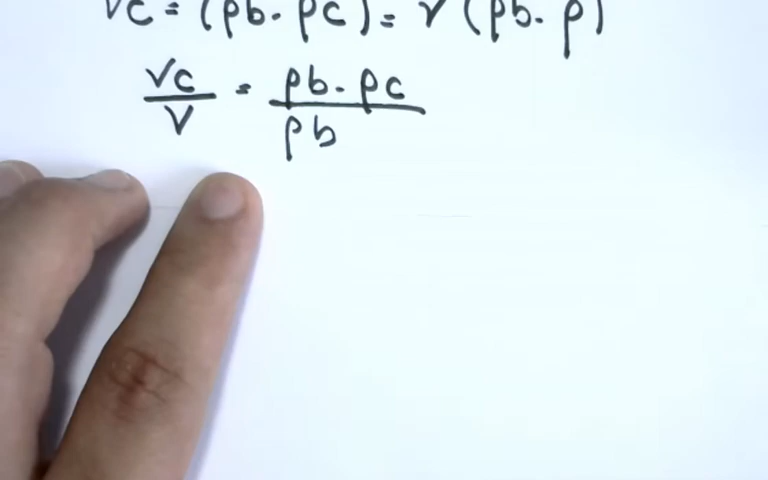 Vc = (ρb - ρc) = V (ρb - ρ)
Vc/V = ρb - ρc/ρb